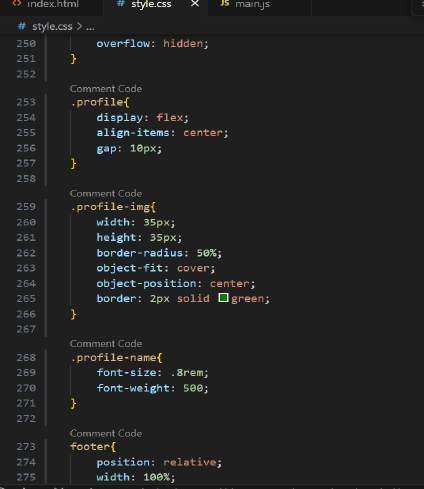 index.html
style.css
JS main.js
# style.css > ...
250 overflow: hidden;
251 }
252
Comment Code
253 .profile{
254 display: flex;
255 align-items: center;
256 gap: 10px;
257 }
258
Comment Code
259 .profile-img{
260 width: 35px;
261 height: 35px;
262 border-radius: 50%;
263 object-fit: cover;
264 object-position: center;
265 border: 2px solid green;
266 }
267
Comment Code
268 .profile-name{
269 font-size: .8rem;
270 font-weight: 500;
271 }
272
Comment Code
273 footer{
274 position: relative;
275 width: 100%;